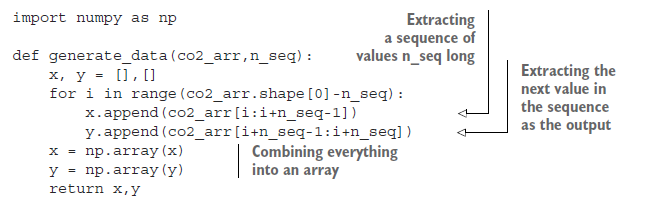 import numpy as np
Extracting
a sequence of
values n_seq long
def generate_data(co2_arr,n_seq):
    x, y = [],[]
    for i in range(co2_arr.shape[0]-n_seq):
        x.append(co2_arr[i:i+n_seq-1])
        y.append(co2_arr[i+n_seq-1:i+n_seq])
    x = np.array(x)
    y = np.array(y)
    return x,y
Extracting the
next value in
the sequence
as the output
Combining everything
into an array